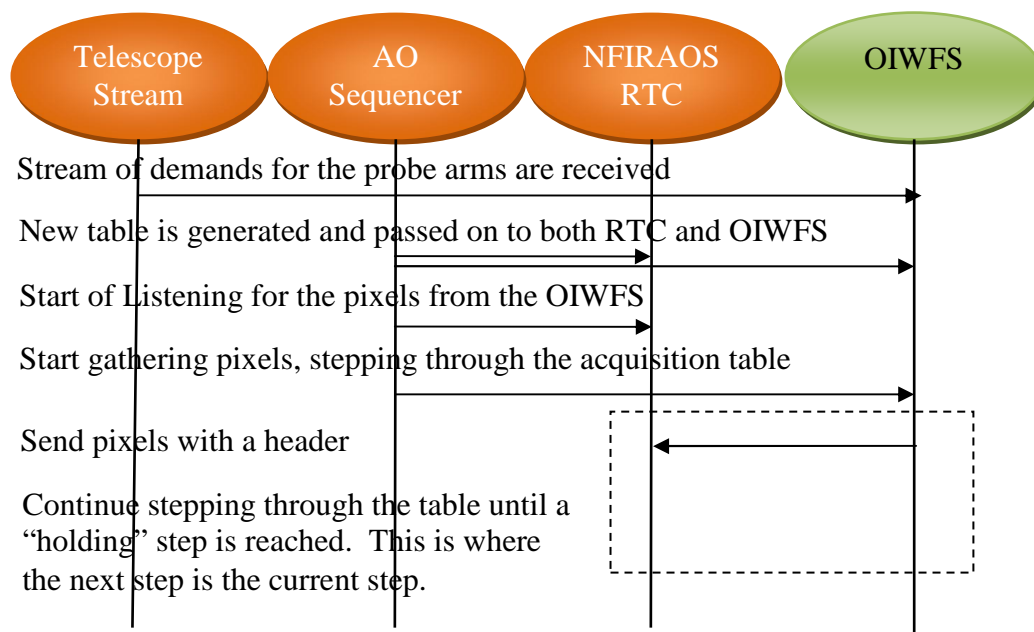 Telescope
Stream
AO
Sequencer
NFIRAOS
RTC
OIWFS
Stream of demands for the probe arms are received
New table is generated and passed on to both RTC and OIWFS
Start of Listening for the pixels from the OIWFS
Start gathering pixels, stepping through the acquisition table
Send pixels with a header
Continue stepping through the table until a
“holding” step is reached.  This is where
the next step is the current step.